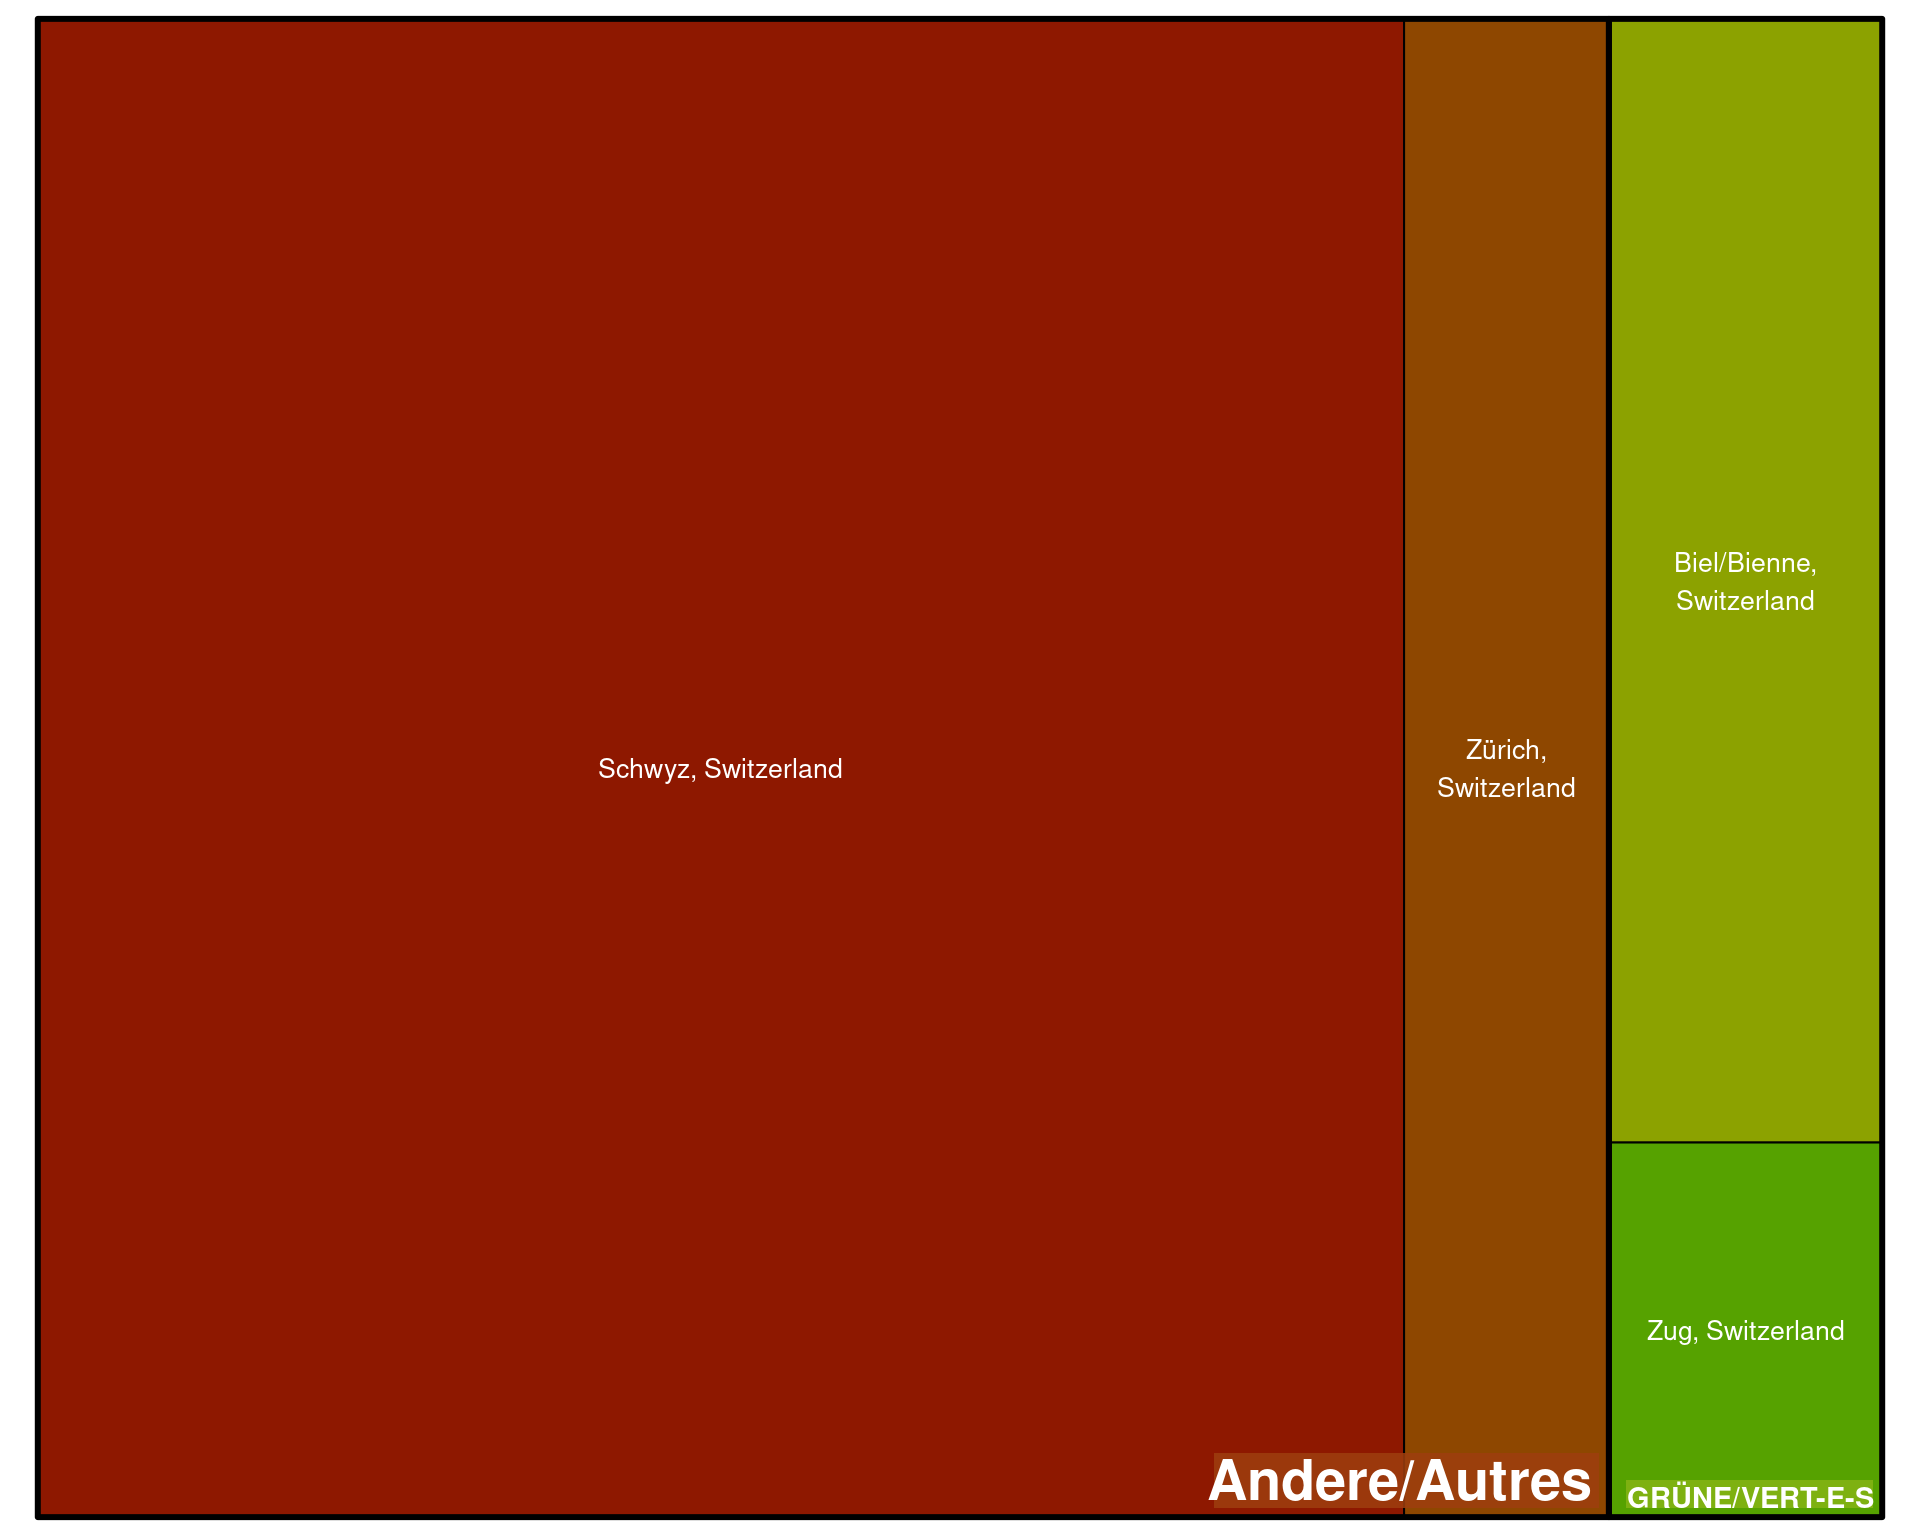 Schwyz, Switzerland
Zürich,
Switzerland
Andere/Autres
Biel/Bienne,
Switzerland
Zug, Switzerland
GRÜNE/VERT-E-S